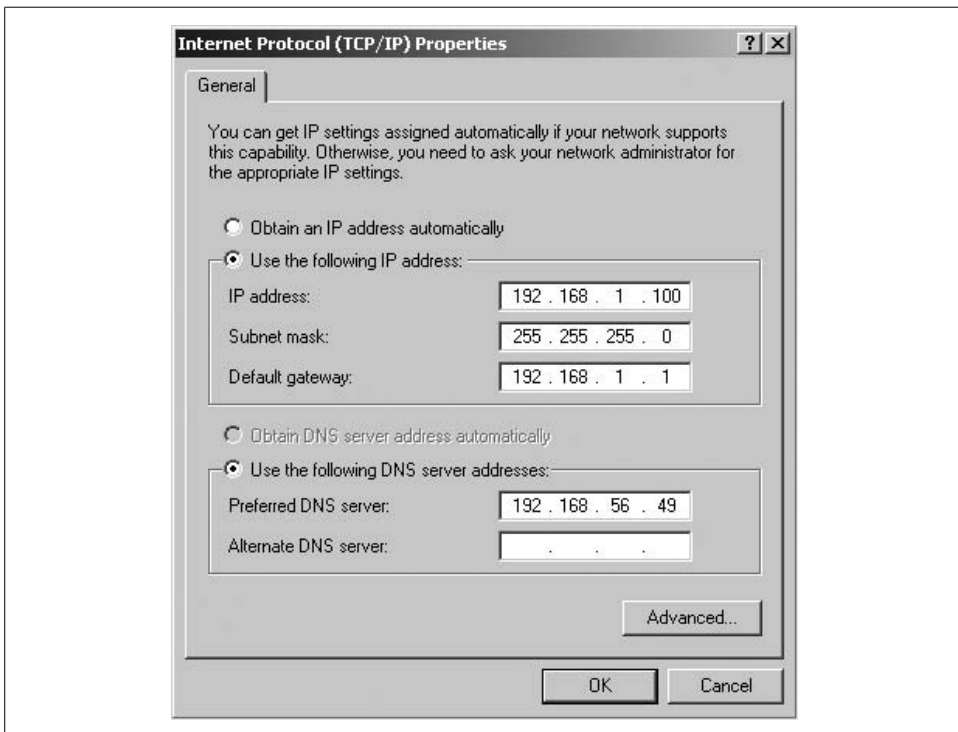 Internet Protocol (TCP/IP) Properties
? X
General
You can get IP settings assigned automatically if your network supports
this capability. Otherwise, you need to ask your network administrator for
the appropriate IP settings.
Obtain an IP address automatically
Use the following IP address:
IP address: 192 . 168 . 1 . 100
Subnet mask: 255 . 255 . 255 . 0
Default gateway: 192 . 168 . 1 . 1
Obtain DNS server address automatically
Use the following DNS server addresses:
Preferred DNS server: 192 . 168 . 56 . 49
Alternate DNS server: . . .
Advanced...
OK Cancel